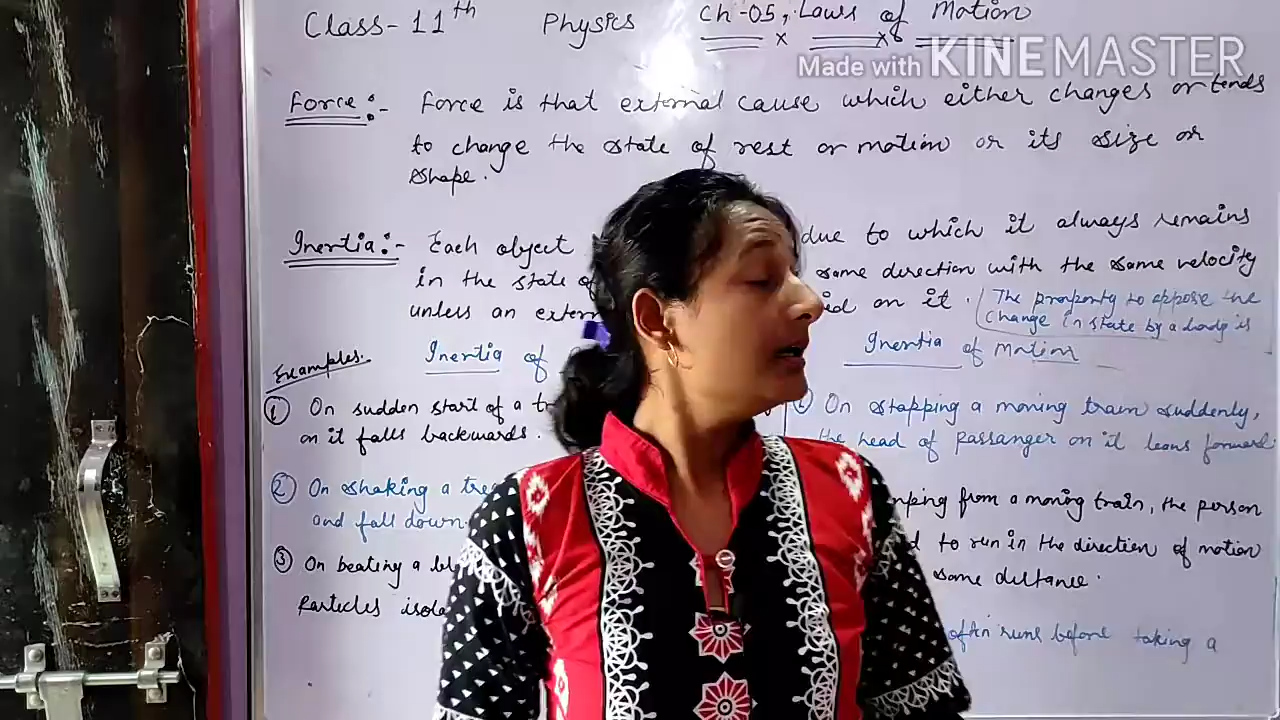 Class-11th Physics Ch-05, Laws of Motion
Made with KINEMASTER
Force:- Force is that external cause which either changes or tends
to change the state of rest or motion or its size or
shape.
Inertia:- Each object due to which it always remains
in the state of same direction with the same velocity
unless an extern on it.
The property to oppose the
change in state by a body is
Examples. Inertia of Inertia of Motion
① On sudden start of a tr
on it falls backwards.
② On shaking a tre
and fall down.
③ On beating a bl
Particles isola
On stopping a moving train suddenly,
the head of passanger on it leans forward
mping from a moving train, the person
d to run in the direction of motion
some distance.
often runs before taking a